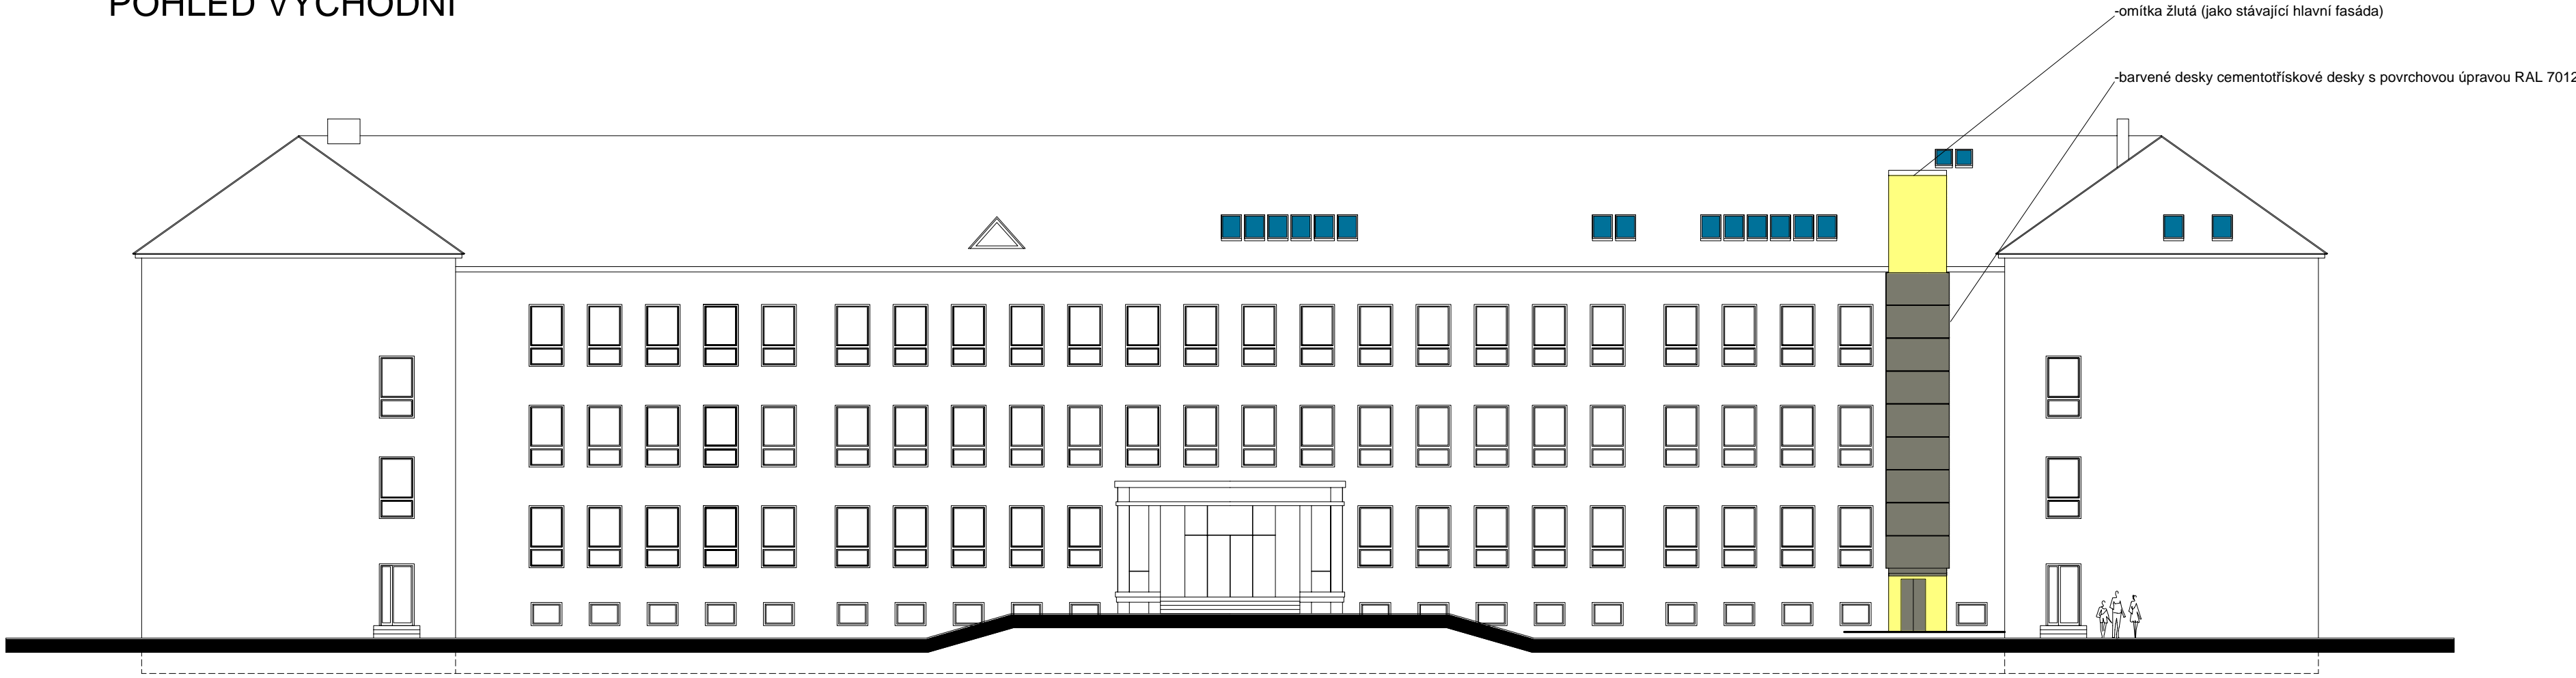 POHLED VÝCHODNÍ
-omítka žlutá (jako stávající hlavní fasáda)
-barvené desky cementotřískové desky s povrchovou úpravou RAL 7012